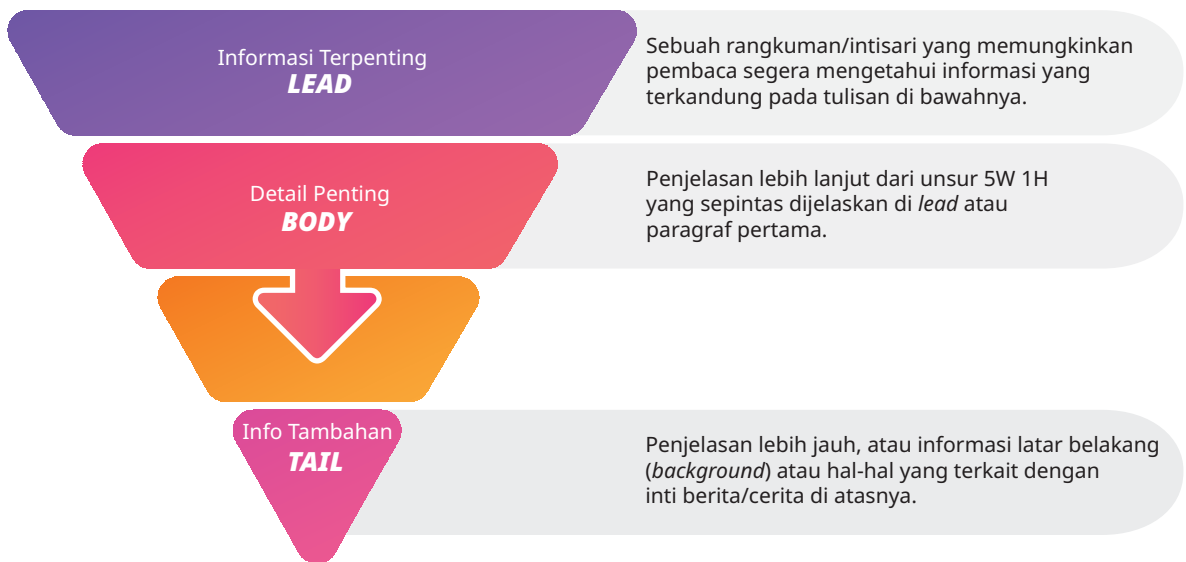 Informasi Terpenting
LEAD
Sebuah rangkuman/intisari yang memungkinkan
pembaca segera mengetahui informasi yang
terkandung pada tulisan di bawahnya.
Detail Penting
BODY
Penjelasan lebih lanjut dari unsur 5W 1H
yang sepintas dijelaskan di lead atau
paragraf pertama.
Info Tambahan
TAIL
Penjelasan lebih jauh, atau informasi latar belakang
(background) atau hal-hal yang terkait dengan
inti berita/cerita di atasnya.